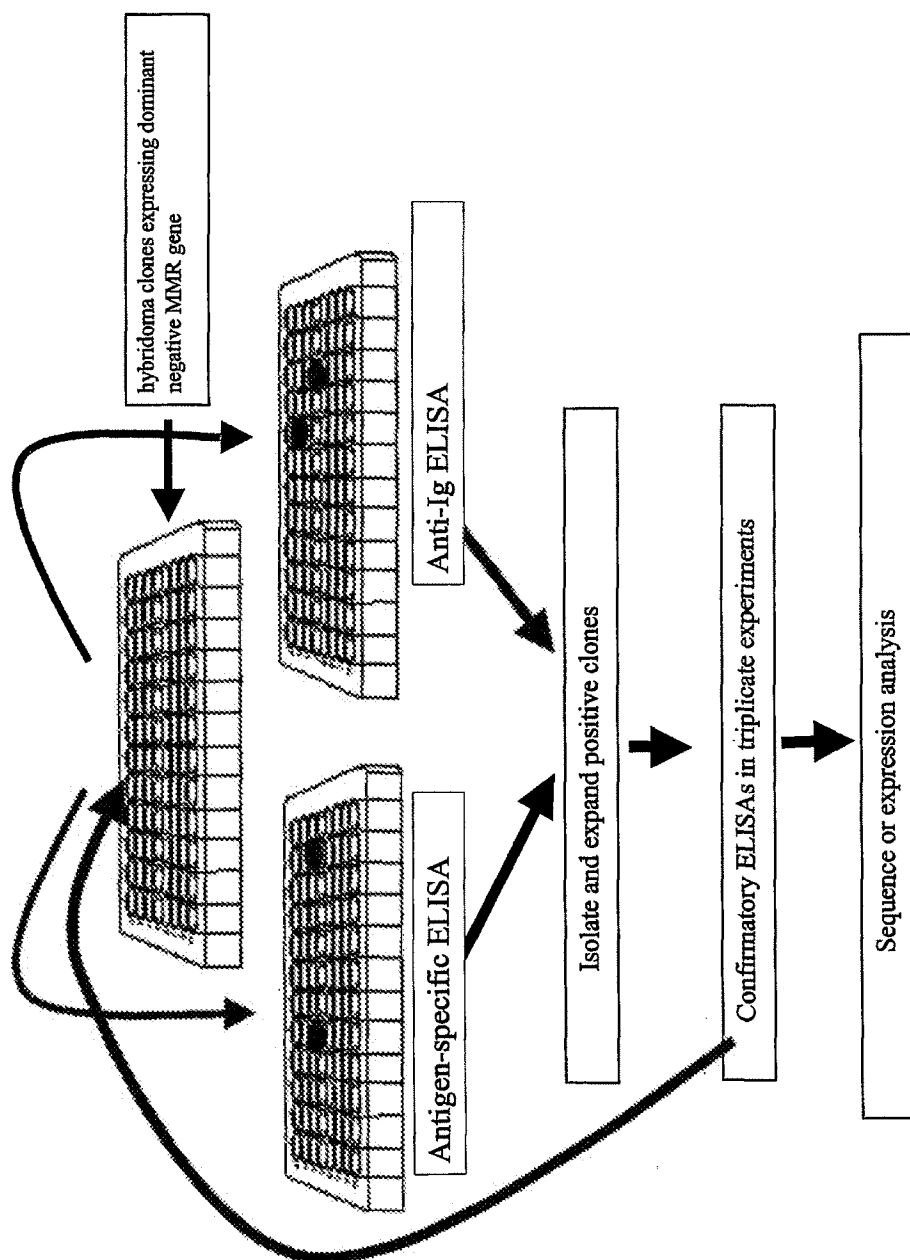 hybridoma clones expressing dominant
negative MMR gene
Antigen-specific ELISA
Anti-Ig ELISA
Isolate and expand positive clones
Confirmatory ELISAs in triplicate experiments
Sequence or expression analysis